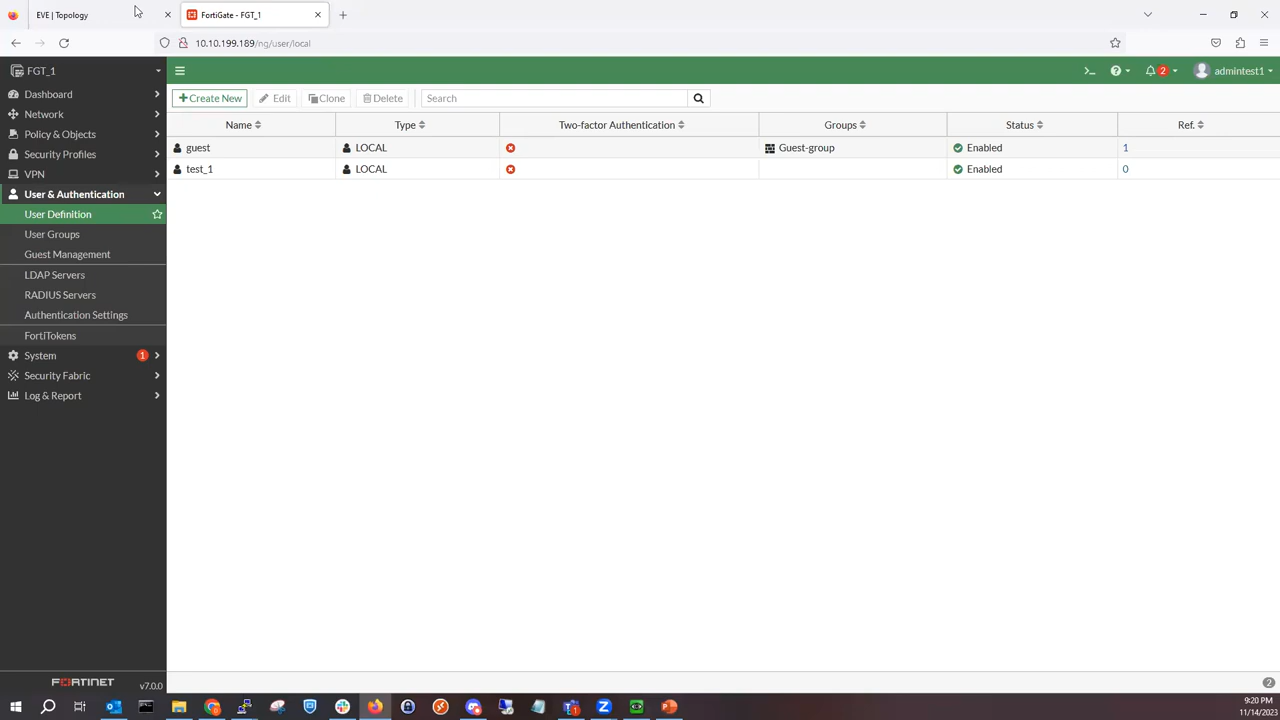 EVE | Topology
FortiGate - FGT_1
10.10.199.189/ng/user/local
FGT_1
2
admintest1
Dashboard
Network
Policy & Objects
Security Profiles
VPN
User & Authentication
User Definition
User Groups
Guest Management
LDAP Servers
RADIUS Servers
Authentication Settings
FortiTokens
System
1
Security Fabric
Log & Report
Create New
Edit
Clone
Delete
Search
Name Type Two-factor Authentication Groups Status Ref.
guest LOCAL Guest-group Enabled 1
test_1 LOCAL Enabled 0
FORTINET
v7.0.0
2
9:20 PM
11/14/2023